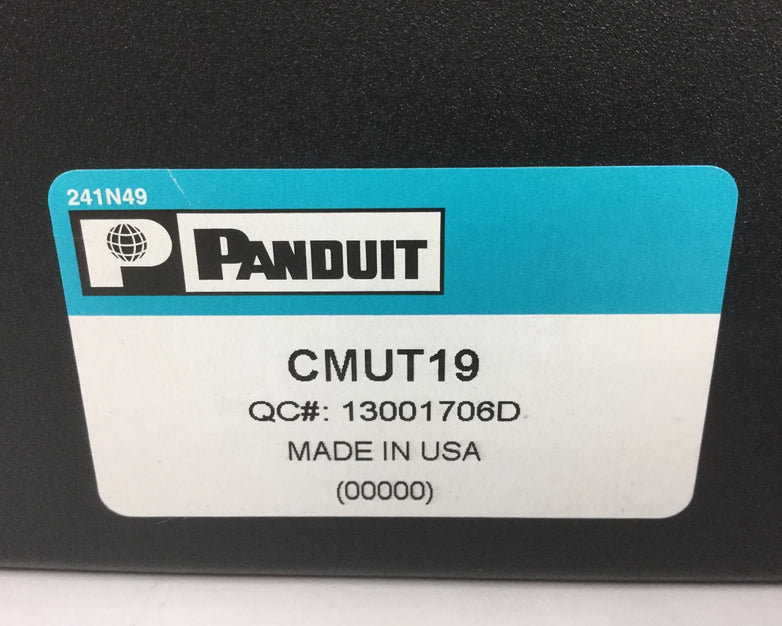 241N49
P PANDUIT
CMUT19
QC#: 13001706D
MADE IN USA
(00000)